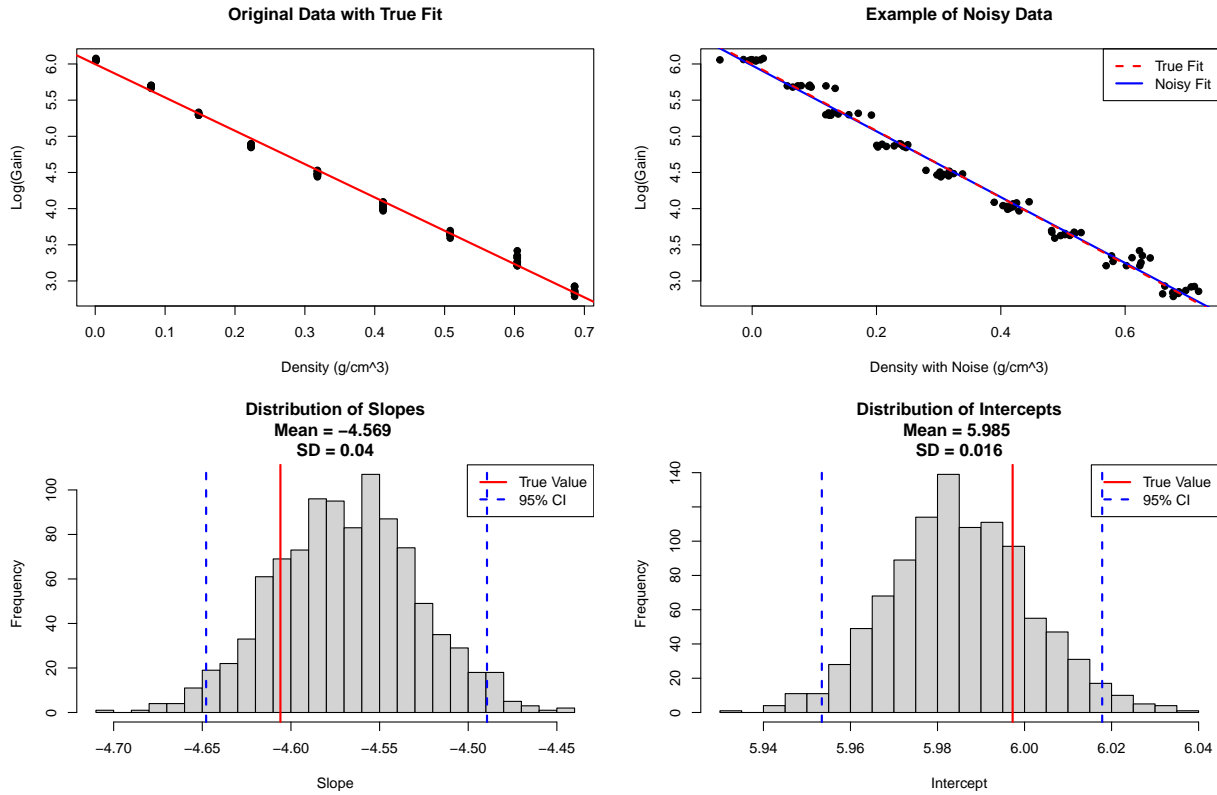 Original Data with True Fit
Log(Gain)
3.0 3.5 4.0 4.5 5.0 5.5 6.0
0.0 0.1 0.2 0.3 0.4 0.5 0.6 0.7
Density (g/cm^3)
Example of Noisy Data
True Fit
Noisy Fit
Log(Gain)
3.0 3.5 4.0 4.5 5.0 5.5 6.0
0.0 0.2 0.4 0.6
Density with Noise (g/cm^3)
Distribution of Slopes
Mean = −4.569
SD = 0.04
True Value
95% CI
Frequency
0 20 40 60 80 100
−4.70 −4.65 −4.60 −4.55 −4.50 −4.45
Slope
Distribution of Intercepts
Mean = 5.985
SD = 0.016
True Value
95% CI
Frequency
0 20 40 60 80 100 140
5.94 5.96 5.98 6.00 6.02 6.04
Intercept